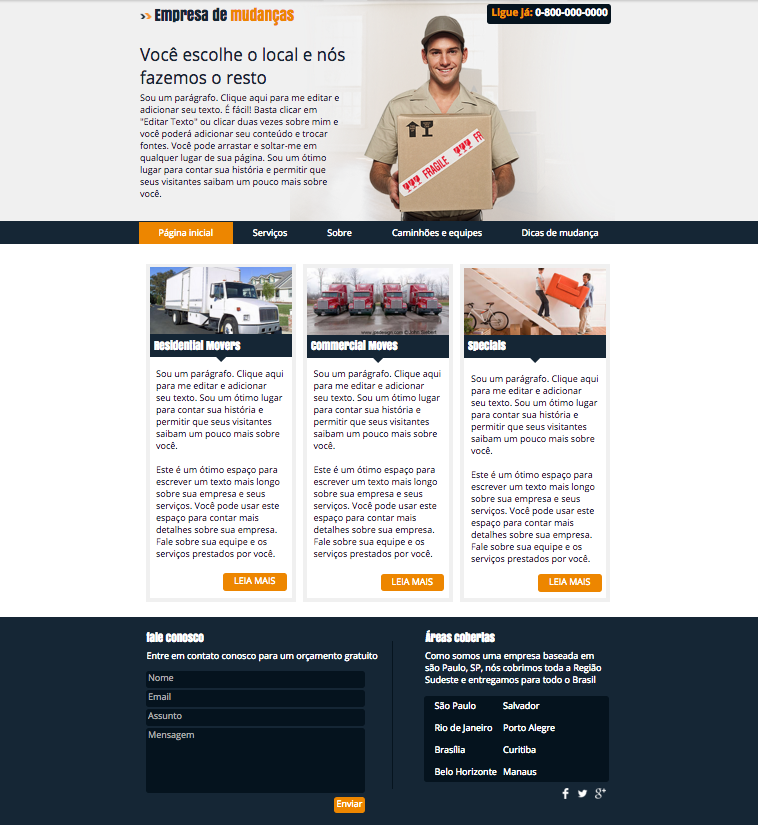 Empresa de mudanças
Ligue já: 0-800-000-0000
Você escolhe o local e nós
fazemos o resto
Sou um parágrafo. Clique aqui para me editar e
adicionar seu texto. É fácil! Basta clicar em
"Editar Texto" ou clicar duas vezes sobre mim e
você poderá adicionar seu conteúdo e trocar
fontes. Você pode arrastar e soltar-me em
qualquer lugar de sua página. Sou um ótimo
lugar para contar sua história e permitir que
seus visitantes saibam um pouco mais sobre
você.
FRAGILE FR
Página inicial Serviços Sobre Caminhões e equipes Dicas de mudança
Residential Movers
Sou um parágrafo. Clique aqui
para me editar e adicionar
seu texto. Sou um ótimo lugar
para contar sua história e
permitir que seus visitantes
saibam um pouco mais sobre
você.
Este é um ótimo espaço para
escrever um texto mais longo
sobre sua empresa e seus
serviços. Você pode usar este
espaço para contar mais
detalhes sobre sua empresa.
Fale sobre sua equipe e os
serviços prestados por você.
LEIA MAIS
Commercial Moves
Sou um parágrafo. Clique aqui
para me editar e adicionar
seu texto. Sou um ótimo lugar
para contar sua história e
permitir que seus visitantes
saibam um pouco mais sobre
você.
Este é um ótimo espaço para
escrever um texto mais longo
sobre sua empresa e seus
serviços. Você pode usar este
espaço para contar mais
detalhes sobre sua empresa.
Fale sobre sua equipe e os
serviços prestados por você.
LEIA MAIS
Specials
Sou um parágrafo. Clique aqui
para me editar e adicionar
seu texto. Sou um ótimo lugar
para contar sua história e
permitir que seus visitantes
saibam um pouco mais sobre
você.
Este é um ótimo espaço para
escrever um texto mais longo
sobre sua empresa e seus
serviços. Você pode usar este
espaço para contar mais
detalhes sobre sua empresa.
Fale sobre sua equipe e os
serviços prestados por você.
LEIA MAIS
fale conosco
Entre em contato conosco para um orçamento gratuito
Nome
Email
Assunto
Mensagem
Enviar
Áreas cobertas
Como somos uma empresa baseada em
são Paulo, SP, nós cobrimos toda a Região
Sudeste e entregamos para todo o Brasil
São Paulo Salvador
Rio de Janeiro Porto Alegre
Brasília Curitiba
Belo Horizonte Manaus